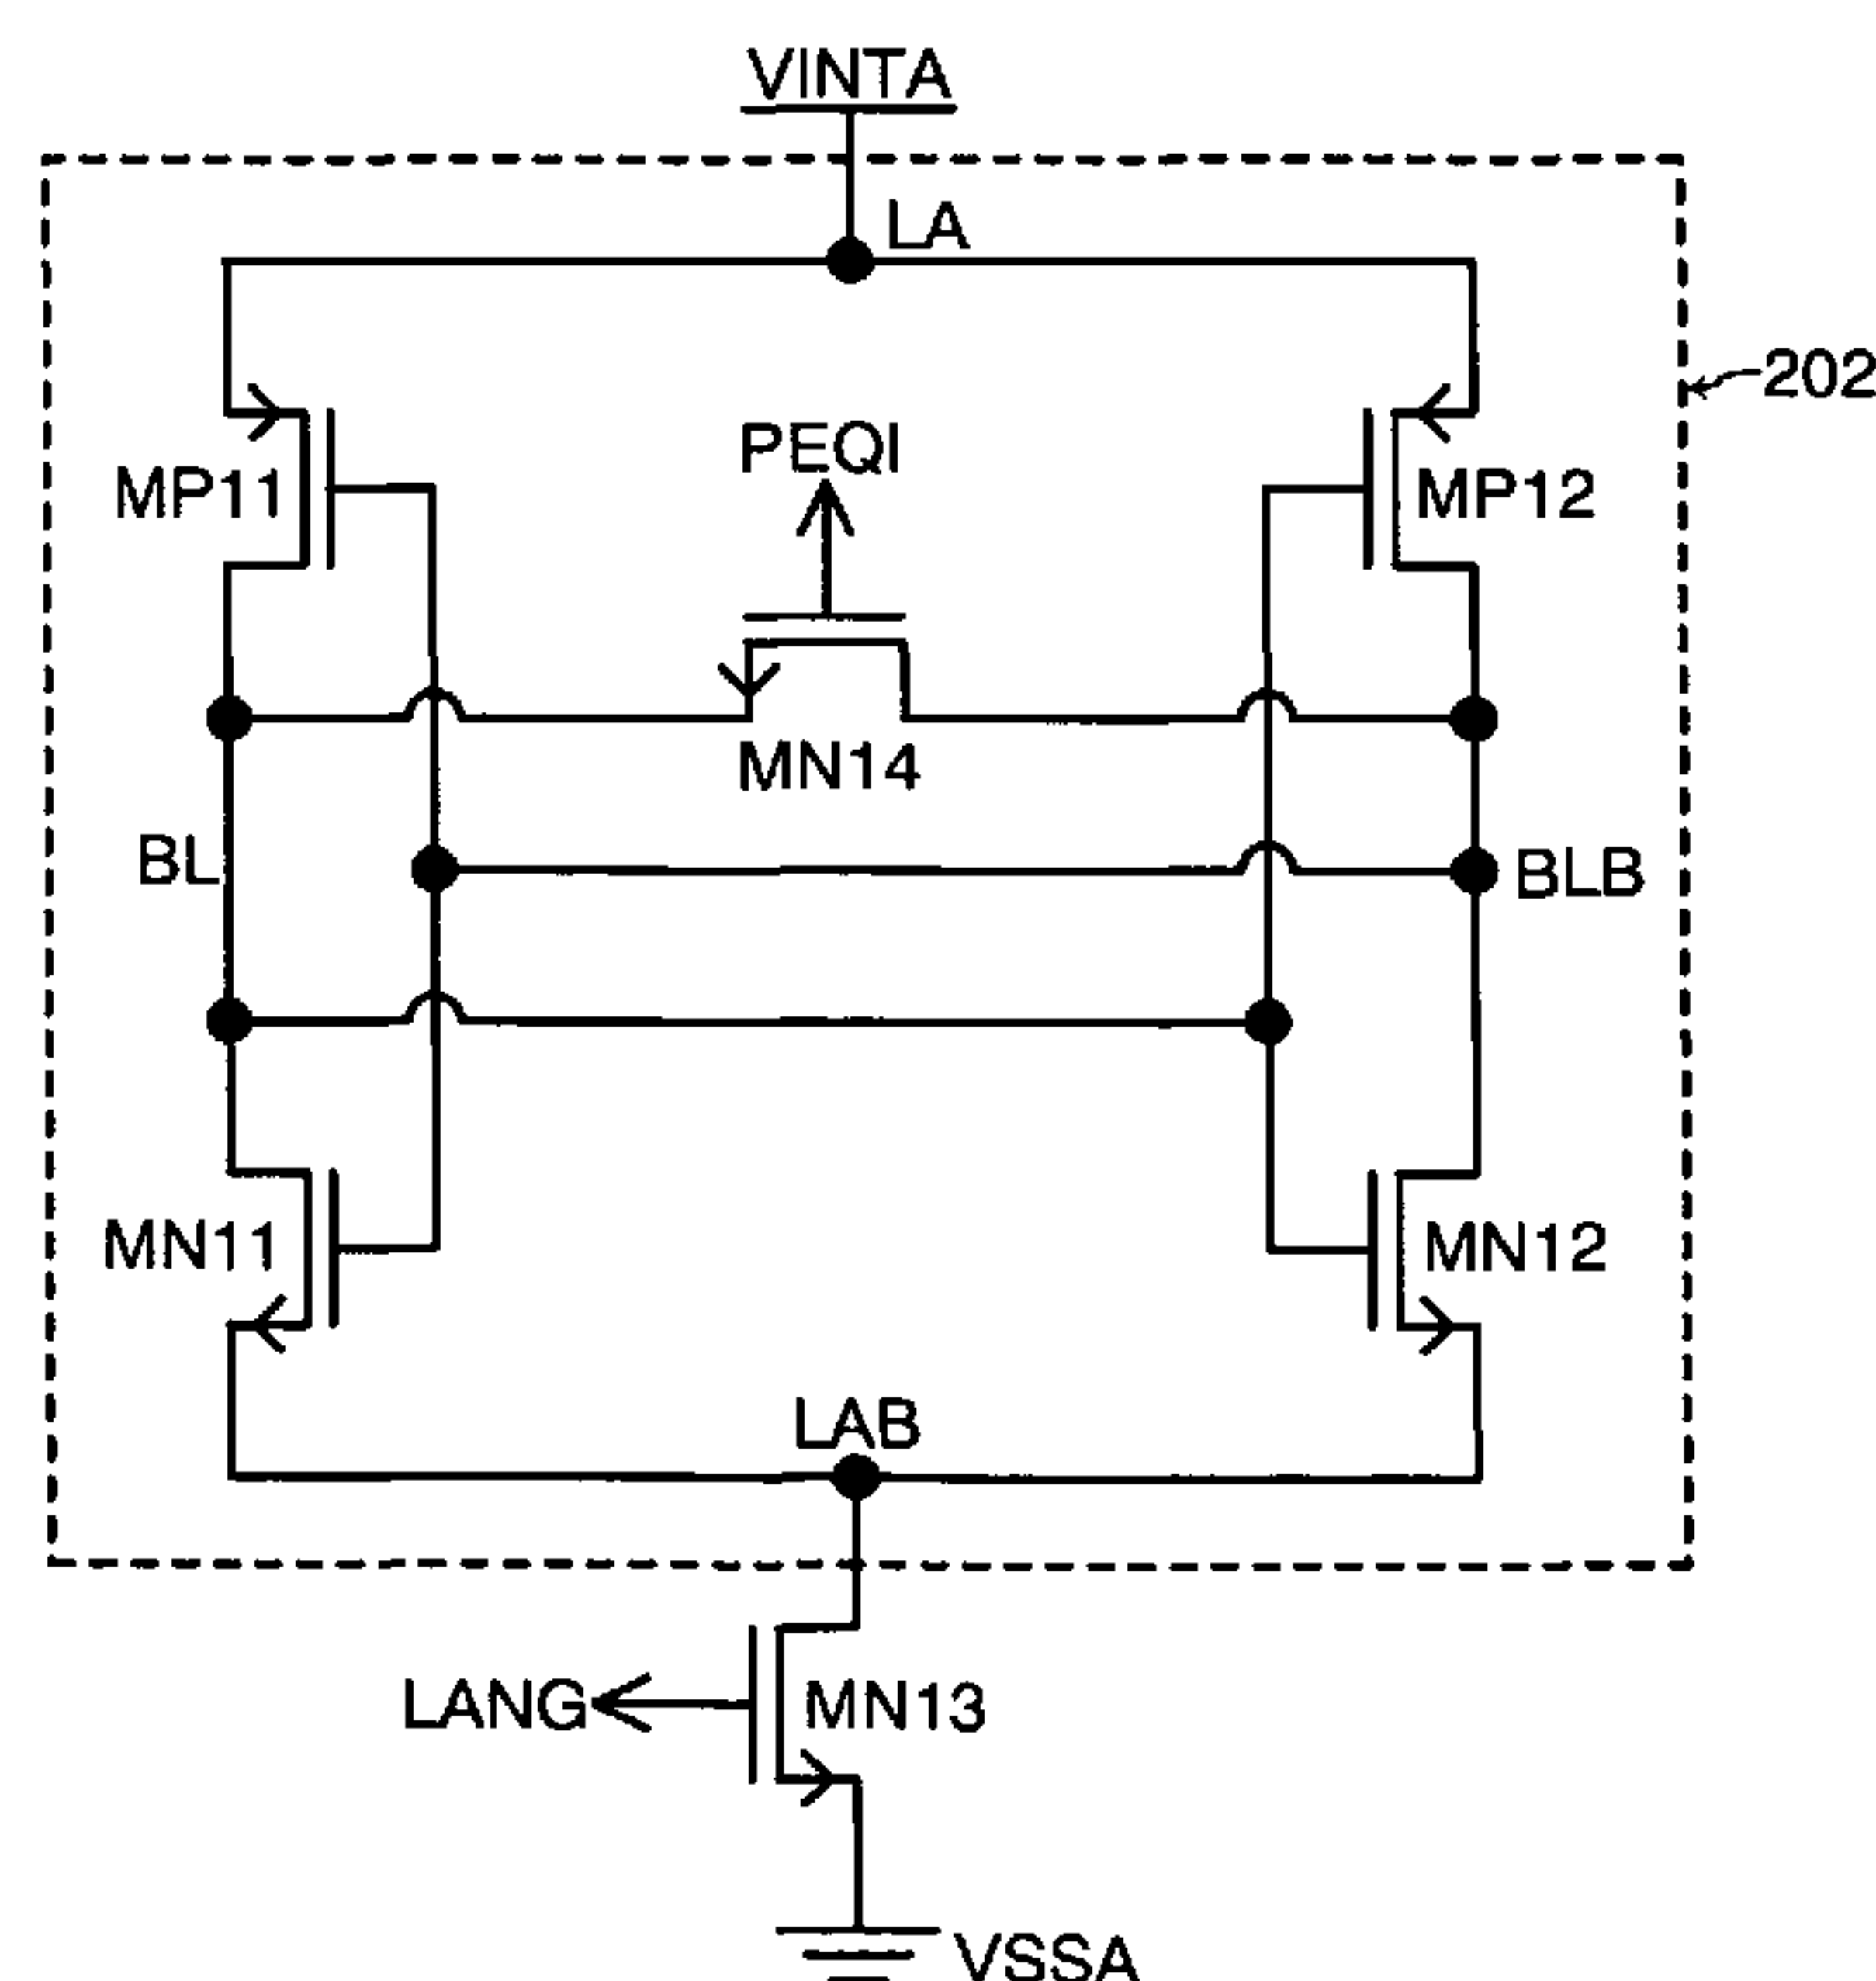 VINTA
LA
202
PEQI
MP11
MP12
MN14
BL
BLB
MN11
MN12
LAB
LANG
MN13
VSSA